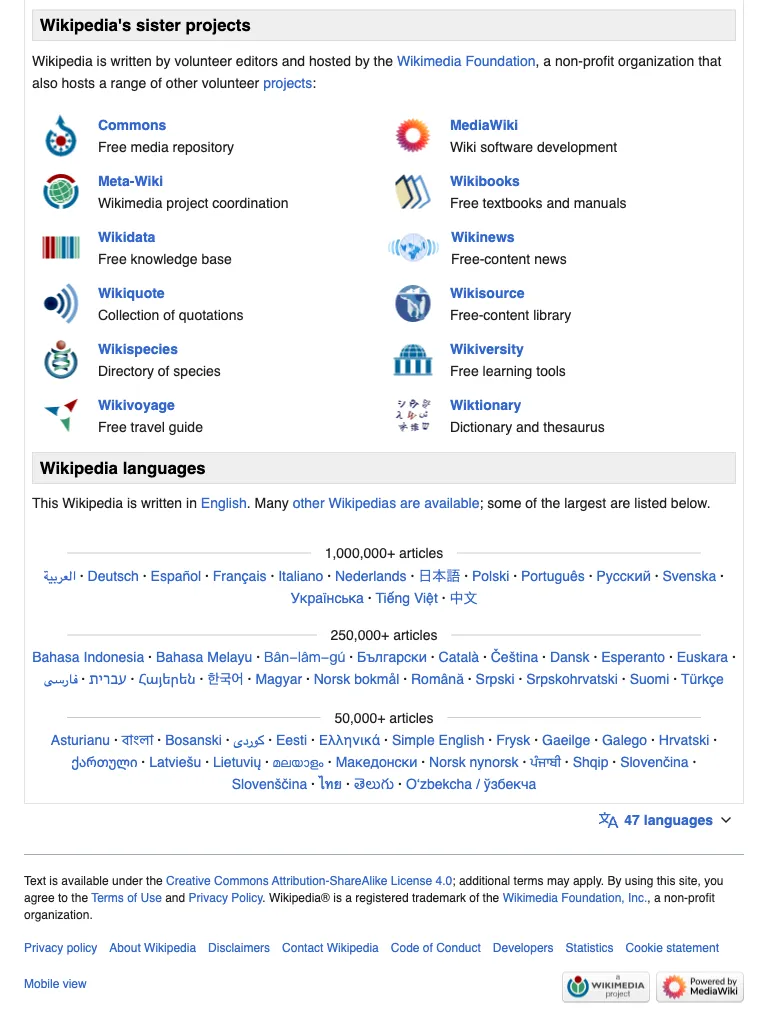 Wikipedia's sister projects
Wikipedia is written by volunteer editors and hosted by the Wikimedia Foundation, a non-profit organization that
also hosts a range of other volunteer projects:
Commons
Free media repository
MediaWiki
Wiki software development
Meta-Wiki
Wikimedia project coordination
Wikibooks
Free textbooks and manuals
Wikidata
Free knowledge base
Wikinews
Free-content news
Wikiquote
Collection of quotations
Wikisource
Free-content library
Wikispecies
Directory of species
Wikiversity
Free learning tools
Wikivoyage
Free travel guide
Wiktionary
Dictionary and thesaurus
Wikipedia languages
This Wikipedia is written in English. Many other Wikipedias are available; some of the largest are listed below.
1,000,000+ articles
العربية · Deutsch · Español · Français · Italiano · Nederlands · 日本語 · Polski · Português · Русский · Svenska ·
Українська · Tiếng Việt · 中文
250,000+ articles
Bahasa Indonesia · Bahasa Melayu · Bân-lâm-gú · Български · Català · Čeština · Dansk · Esperanto · Euskara ·
فارسی · עברית · Հայերեն · 한국어 · Magyar · Norsk bokmål · Română · Srpski · Srpskohrvatski · Suomi · Türkçe
50,000+ articles
Asturianu · বাংলা · Bosanski · کوردی · Eesti · Ελληνικά · Simple English · Frysk · Gaeilge · Galego · Hrvatski ·
ქართული · Latviešu · Lietuvių · മലയാളം · Македонски · Norsk nynorsk · ਪੰਜਾਬੀ · Shqip · Slovenčina ·
Slovenščina · ไทย · తెలుగు · Oʻzbekcha / ўзбекча
47 languages
Text is available under the Creative Commons Attribution-ShareAlike License 4.0; additional terms may apply. By using this site, you
agree to the Terms of Use and Privacy Policy. Wikipedia® is a registered trademark of the Wikimedia Foundation, Inc., a non-profit
organization.
Privacy policy About Wikipedia Disclaimers Contact Wikipedia Code of Conduct Developers Statistics Cookie statement
Mobile view
a
WIKIMEDIA
project
Powered by
MediaWiki